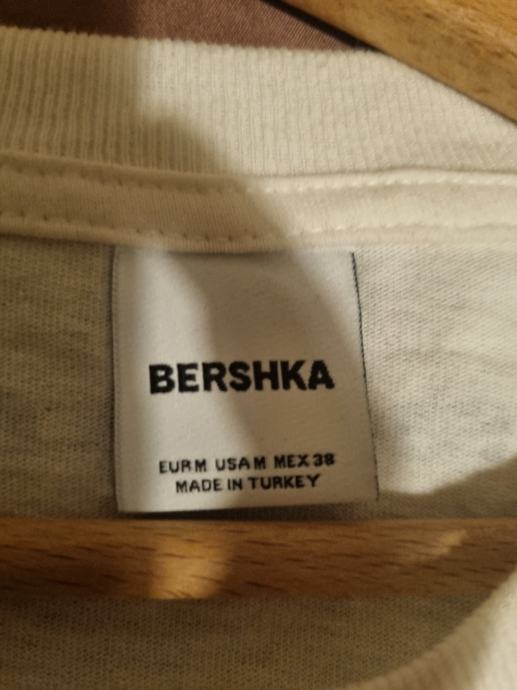 BERSHKA
EUR M USA M MEX 38
MADE IN TURKEY